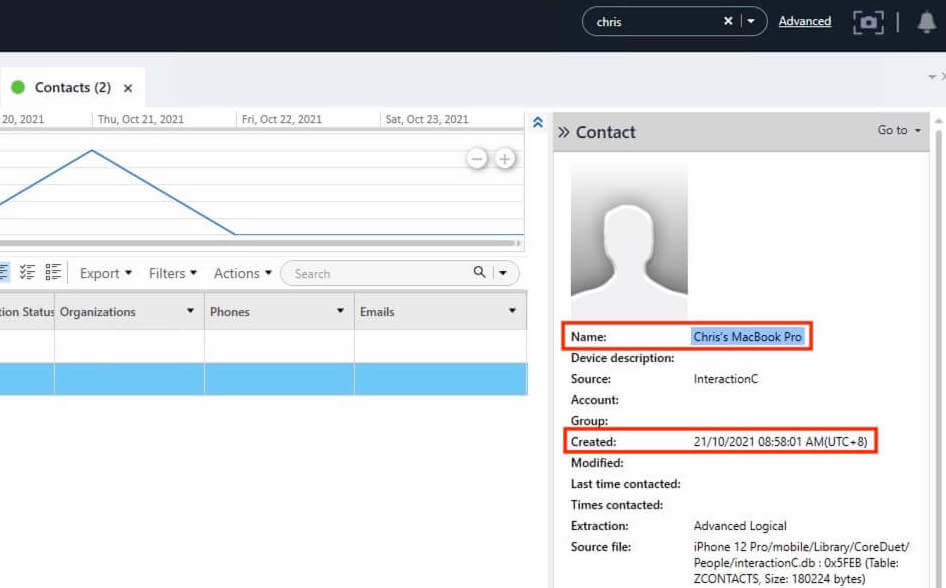 chris
Advanced
Contacts (2)
20, 2021
Thu, Oct 21, 2021
Fri, Oct 22, 2021
Sat, Oct 23, 2021
Contact
Go to
Export
Filters
Actions
Search
tion Status
Organizations
Phones
Emails
Name: Chris's MacBook Pro
Device description:
Source: InteractionC
Account:
Group:
Created: 21/10/2021 08:58:01 AM(UTC+8)
Modified:
Last time contacted:
Times contacted:
Extraction: Advanced Logical
Source file: iPhone 12 Pro/mobile/Library/CoreDuet/
People/interactionC.db : 0x5FEB (Table:
ZCONTACTS, Size: 180224 bytes)